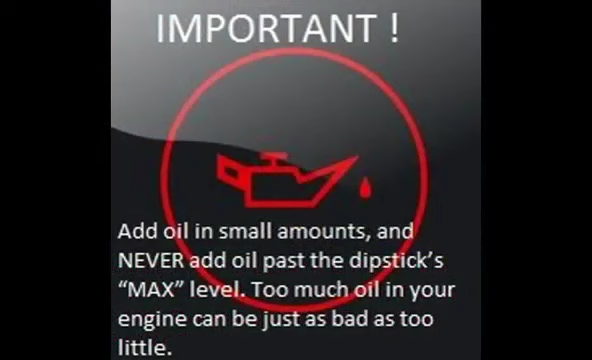 IMPORTANT !
Add oil in small amounts, and
NEVER add oil past the dipstick's
“MAX” level. Too much oil in your
engine can be just as bad as too
little.